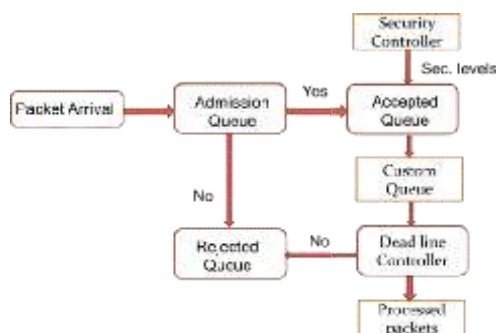 Security
Controller
Sec. levels
Packet Arrival
Admission
Queue
Yes
Accepted
Queue
Custom
Queue
No
Rejected
Queue
No
Dead line
Controller
Processed
packets